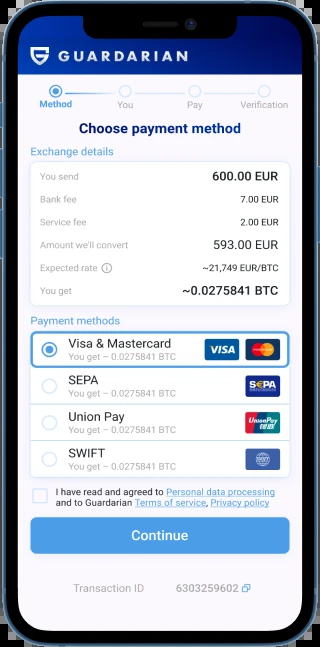 GUARDARIAN
Method You Pay Verification
Choose payment method
Exchange details
You send 600.00 EUR
Bank fee 7.00 EUR
Service fee 2.00 EUR
Amount we'll convert 593.00 EUR
Expected rate i ~21,749 EUR/BTC
You get ~0.0275841 BTC
Payment methods
Visa & Mastercard VISA mastercard
You get – 0.0275841 BTC
SEPA S€PA
You get – 0.0275841 BTC
Union Pay UnionPay 银联
You get – 0.0275841 BTC
SWIFT
You get – 0.0275841 BTC
I have read and agreed to Personal data processing
and to Guardarian Terms of service, Privacy policy
Continue
Transaction ID 6303259602